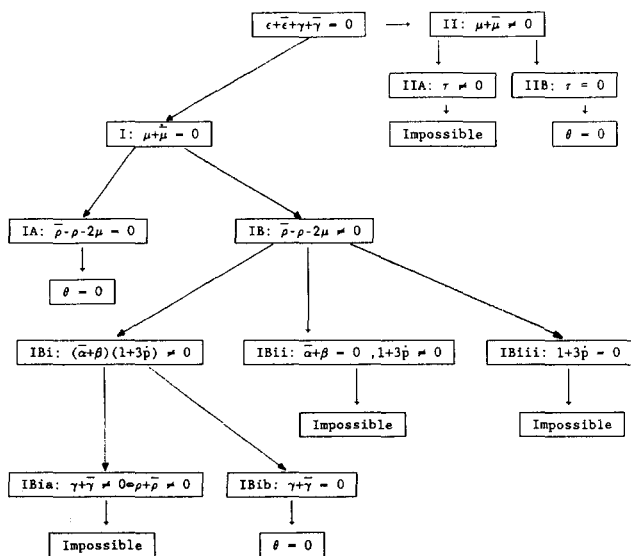 ϵ+ϵ̅+γ+γ̅ = 0
II: μ+μ̅ ≠ 0
IIA: τ ≠ 0
IIB: τ = 0
Impossible
θ = 0
I: μ+μ̅ = 0
IA: ρ̅-ρ-2μ = 0
IB: ρ̅-ρ-2μ ≠ 0
θ = 0
IBi: (α̅+β)(1+3ṗ) ≠ 0
IBii: α̅+β = 0 ,1+3ṗ ≠ 0
IBiii: 1+3ṗ = 0
Impossible
Impossible
IBia: γ+γ̅ ≠ 0∞ρ+ρ̅ ≠ 0
IBib: γ+γ̅ = 0
Impossible
θ = 0